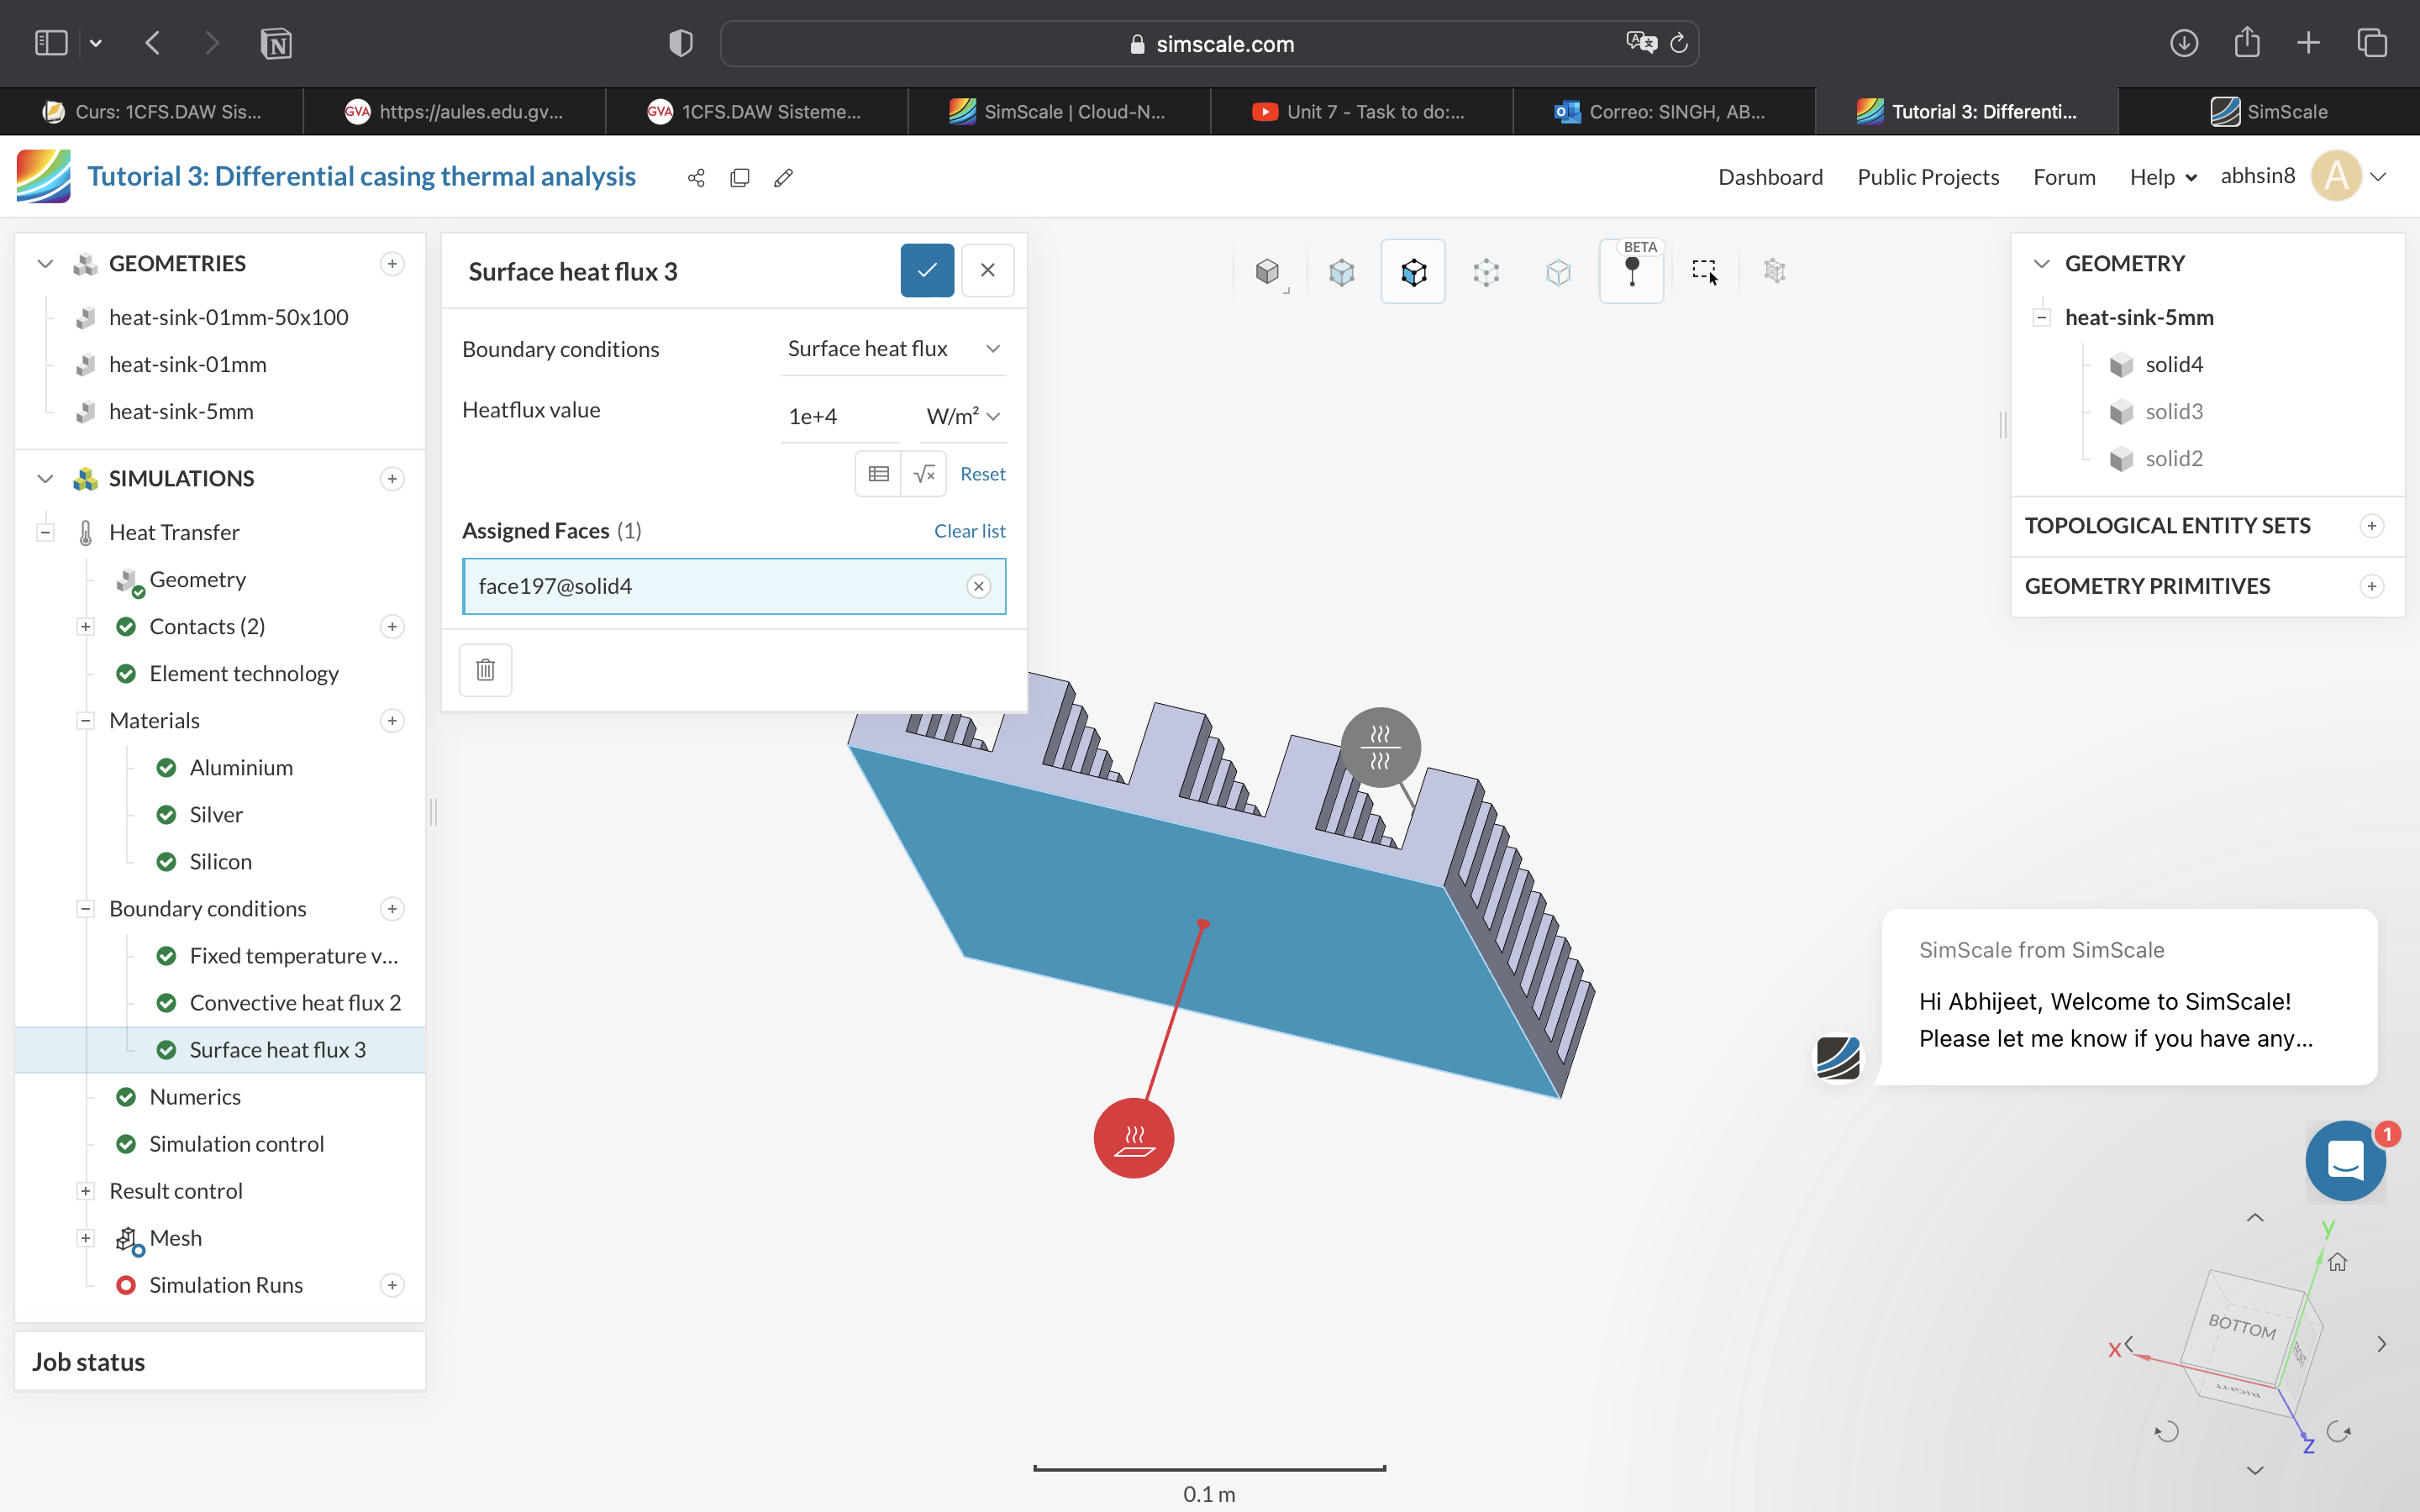 simscale.com
Curs: 1CFS.DAW Sis...
GVA
https://aules.edu.gv...
GVA
1CFS.DAW Sisteme...
SimScale | Cloud-N...
Unit 7 - Task to do:...
Correo: SINGH, AB...
Tutorial 3: Differenti...
SimScale
Tutorial 3: Differential casing thermal analysis
Dashboard
Public Projects
Forum
Help
abhsin8
A
GEOMETRIES
heat-sink-01mm-50x100
heat-sink-01mm
heat-sink-5mm
SIMULATIONS
Heat Transfer
Geometry
Contacts (2)
Element technology
Materials
Aluminium
Silver
Silicon
Boundary conditions
Fixed temperature v...
Convective heat flux 2
Surface heat flux 3
Numerics
Simulation control
Result control
Mesh
Simulation Runs
Job status
Surface heat flux 3
Boundary conditions
Surface heat flux
Heatflux value
1e+4
W/m²
√x
Reset
Assigned Faces (1)
Clear list
face197@solid4
BETA
GEOMETRY
heat-sink-5mm
solid4
solid3
solid2
TOPOLOGICAL ENTITY SETS
GEOMETRY PRIMITIVES
SimScale from SimScale
Hi Abhijeet, Welcome to SimScale!
Please let me know if you have any...
1
y
BOTTOM
FRONT
RIGHT
x
z
0.1 m